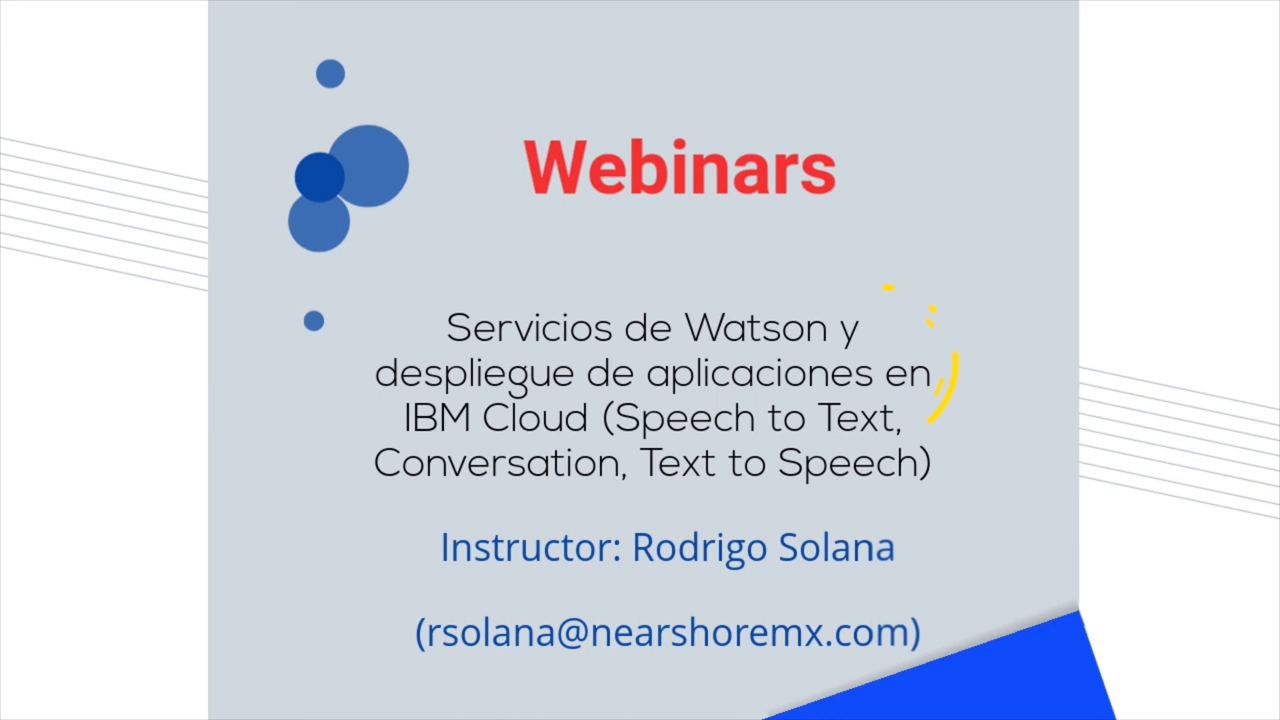 Webinars
Servicios de Watson y
despliegue de aplicaciones en
IBM Cloud (Speech to Text,
Conversation, Text to Speech)
Instructor: Rodrigo Solana
(rsolana@nearshoremx.com)